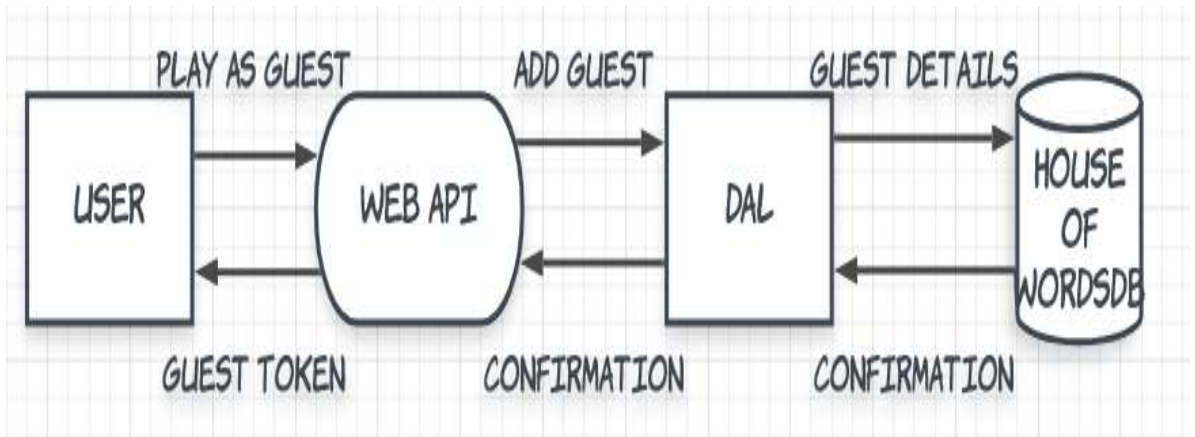 PLAY AS GUEST
ADD GUEST
GUEST DETAILS
USER
WEB API
DAL
HOUSE
OF
WORDSDB
GUEST TOKEN
CONFIRMATION
CONFIRMATION